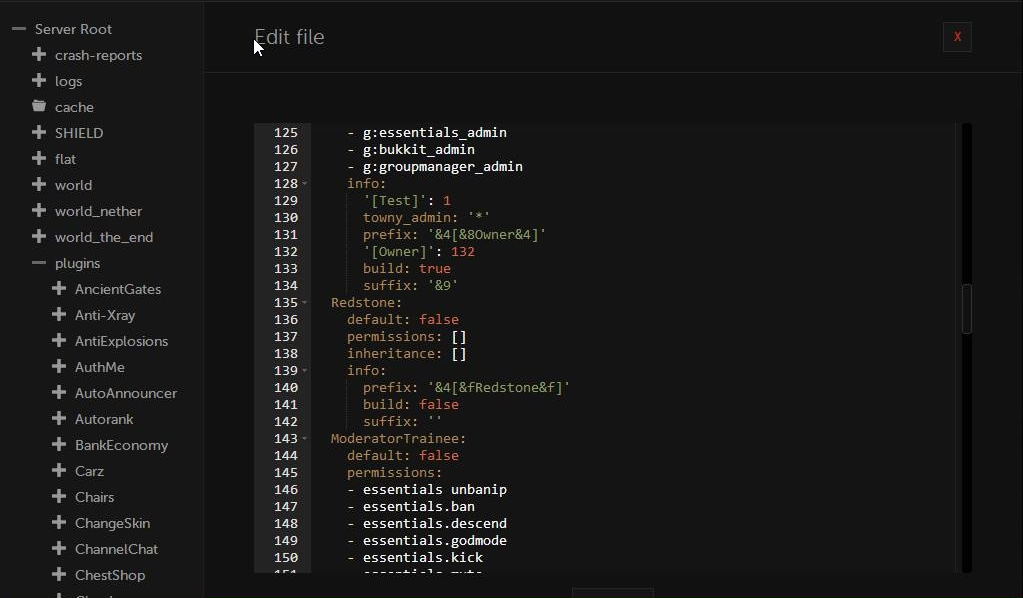 Server Root
crash-reports
logs
cache
SHIELD
flat
world
world_nether
world_the_end
plugins
AncientGates
Anti-Xray
AntiExplosions
AuthMe
AutoAnnouncer
Autorank
BankEconomy
Carz
Chairs
ChangeSkin
ChannelChat
ChestShop
Edit file
X
125 - g:essentials_admin
126 - g:bukkit_admin
127 - g:groupmanager_admin
128 info:
129 '[Test]': 1
130 towny_admin: '*'
131 prefix: '&4[&8Owner&4]'
132 '[Owner]': 132
133 build: true
134 suffix: '&9'
135 Redstone:
136 default: false
137 permissions: []
138 inheritance: []
139 info:
140 prefix: '&4[&fRedstone&f]'
141 build: false
142 suffix: ''
143 ModeratorTrainee:
144 default: false
145 permissions:
146 - essentials unbanip
147 - essentials.ban
148 - essentials.descend
149 - essentials.godmode
150 - essentials.kick